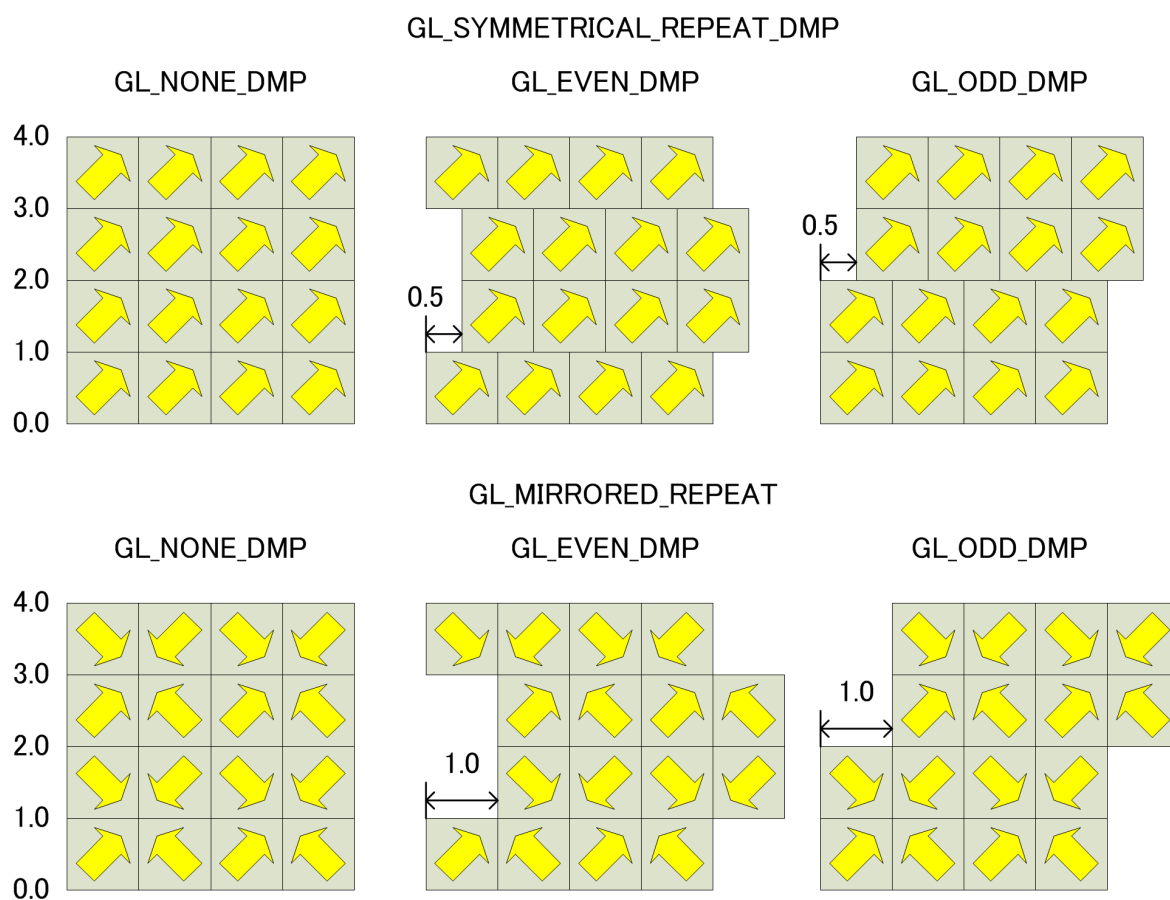 GL_SYMMETRICAL_REPEAT_DMP
GL_NONE_DMP
GL_EVEN_DMP
GL_ODD_DMP
4.0
3.0
2.0
1.0
0.0
0.5
0.5
GL_MIRRORED_REPEAT
GL_NONE_DMP
GL_EVEN_DMP
GL_ODD_DMP
4.0
3.0
2.0
1.0
0.0
1.0
1.0